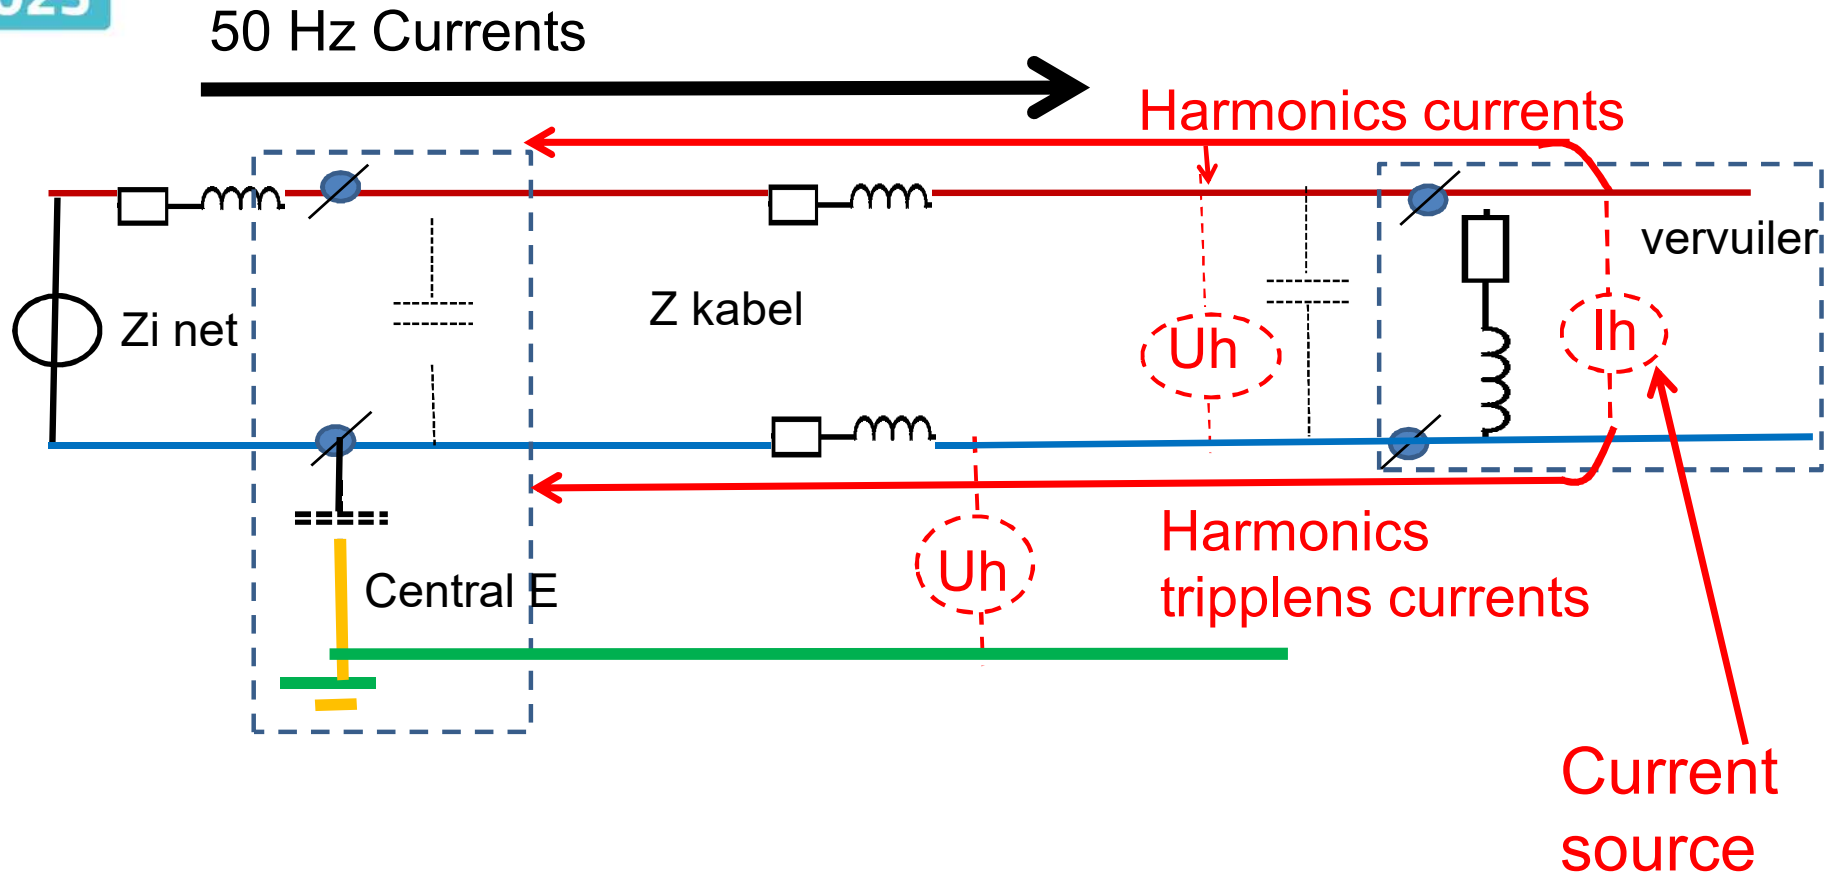 50 Hz Currents
Harmonics currents
vervuiler
Zi net
Z kabel
Uh
Ih
Harmonics
tripplens currents
Uh
Central E
Current
source